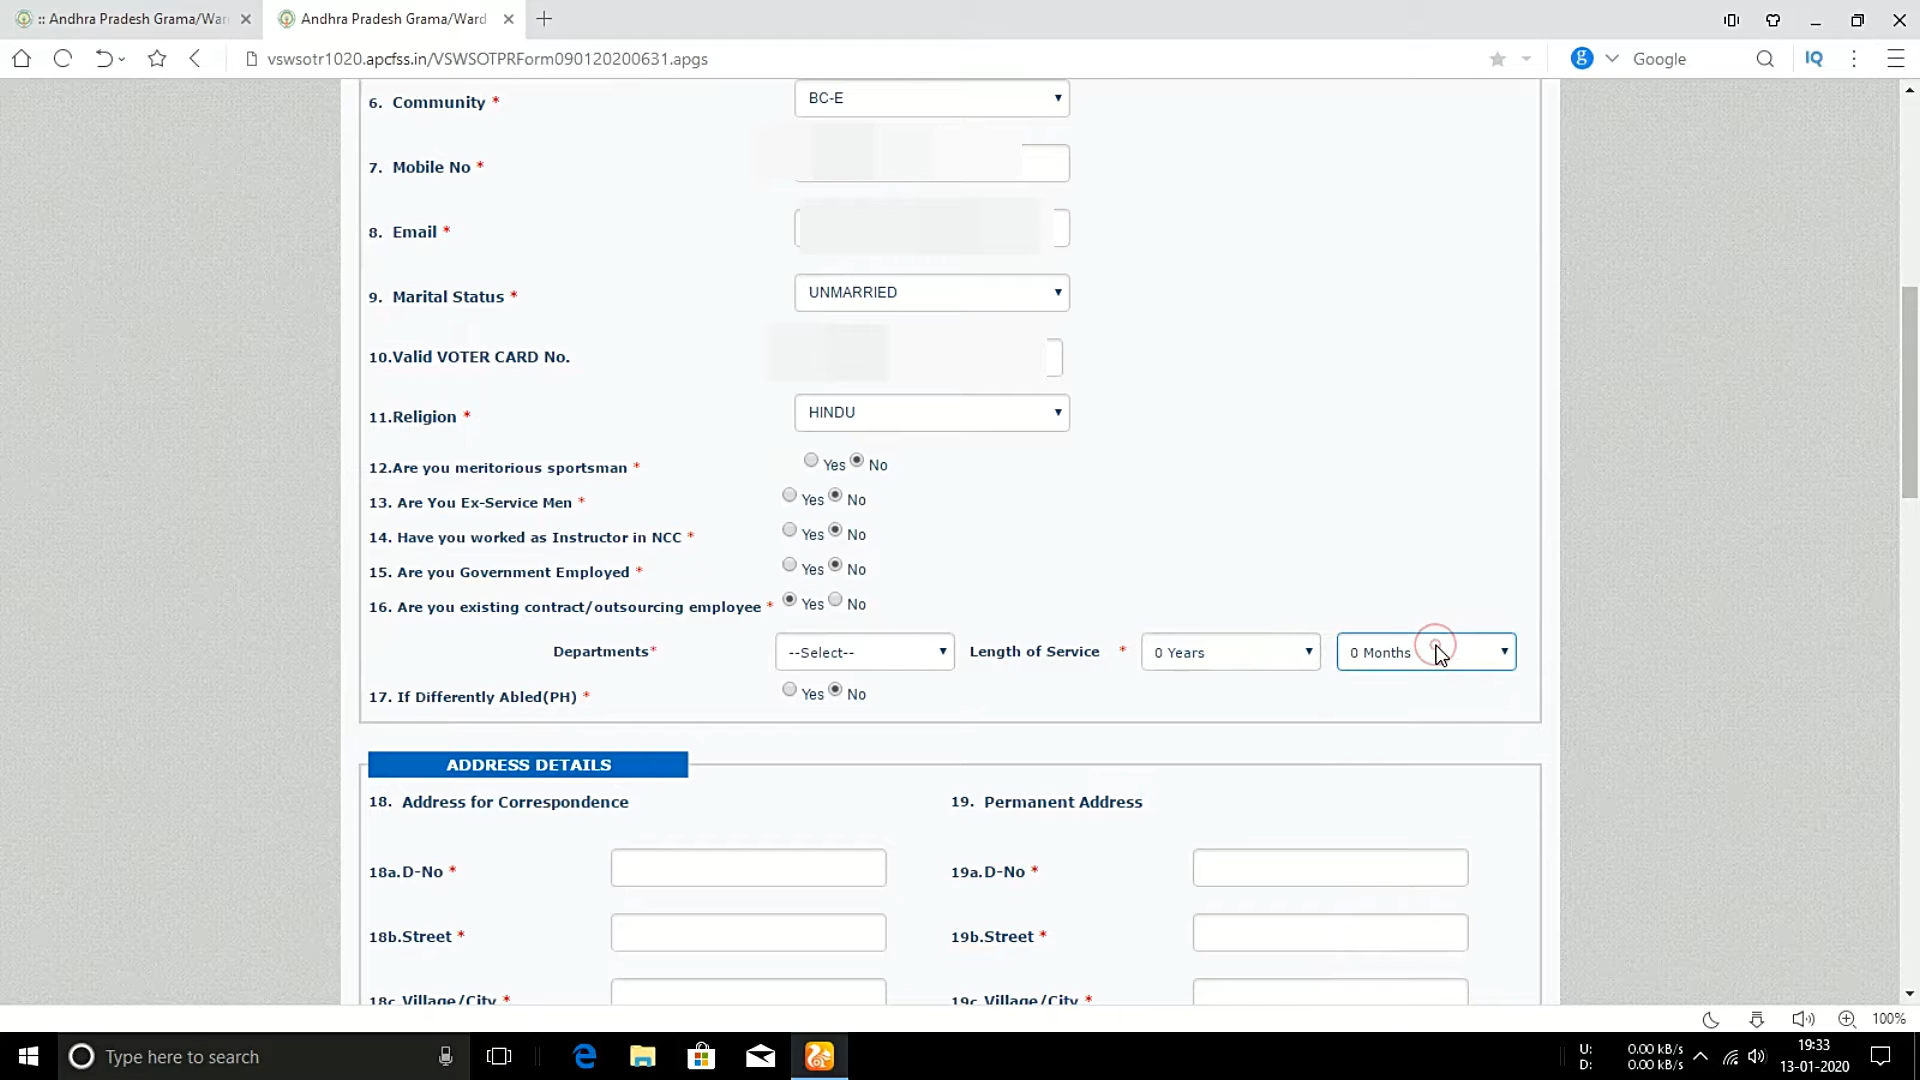 :: Andhra Pradesh Grama/War
Andhra Pradesh Grama/Ward
vswsotr1020.apcfss.in/VSWSOTPRForm090120200631.apgs
g
Google
IQ
6. Community *
BC-E
7. Mobile No *
8. Email *
9. Marital Status *
UNMARRIED
10.Valid VOTER CARD No.
11.Religion *
HINDU
12.Are you meritorious sportsman *
Yes No
13. Are You Ex-Service Men *
Yes No
14. Have you worked as Instructor in NCC *
Yes No
15. Are you Government Employed *
Yes No
16. Are you existing contract/outsourcing employee *
Yes No
Departments*
--Select--
Length of Service *
0 Years
0 Months
17. If Differently Abled(PH) *
Yes No
ADDRESS DETAILS
18. Address for Correspondence
19. Permanent Address
18a.D-No *
19a.D-No *
18b.Street *
19b.Street *
18c.Village/City *
19c.Village/City *
100%
Type here to search
U: 0.00 kB/s
D: 0.00 kB/s
19:33
13-01-2020